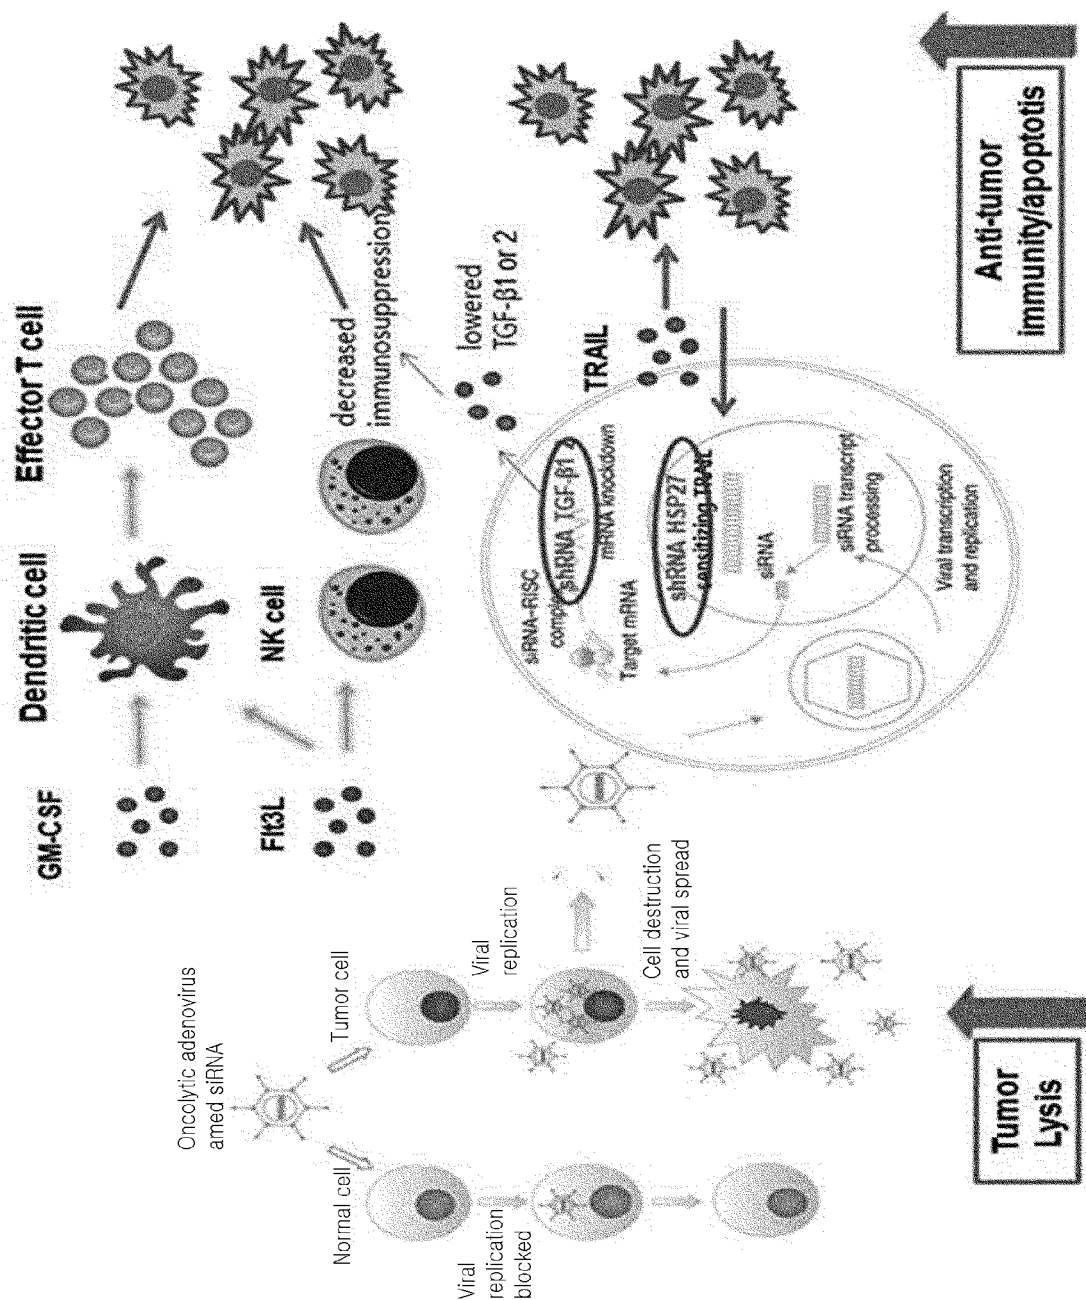 Oncolytic adenovirus
amed siRNA
Normal cell
Tumor cell
Viral
replication
blocked
Viral
replication
Cell destruction
and viral spread
Tumor
Lysis
GM-CSF
Dendritic cell
Effector T cell
Flt3L
NK cell
decreased
immunosuppression
lowered
TGF-β1 or 2
TRAIL
siRNA-RISC
shRNA TGF-β1 2
mRNA knockdown
Target mRNA
shRNA HSP27
sensitizing TRAIL
siRNA
siRNA transcript
processing
Viral transcription
and replication
Anti-tumor
immunity/apoptotis